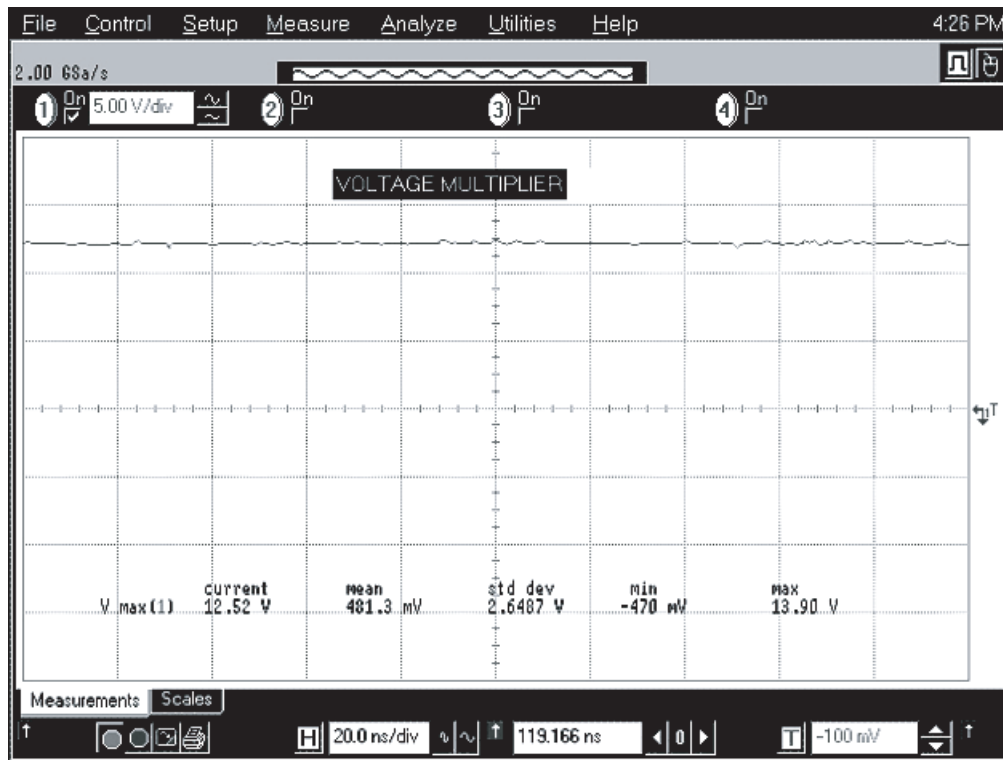 File Control Setup Measure Analyze Utilities Help 4:26 PM
2.00 GSa/s
1 On 5.00 V/div 2 On 3 On 4 On
VOLTAGE MULTIPLIER
T
current mean std dev min max
V max(1) 12.52 V 481.3 mV 2.6487 V -470 mV 13.90 V
Measurements Scales
H 20.0 ns/div 119.166 ns 0 T -100 mV